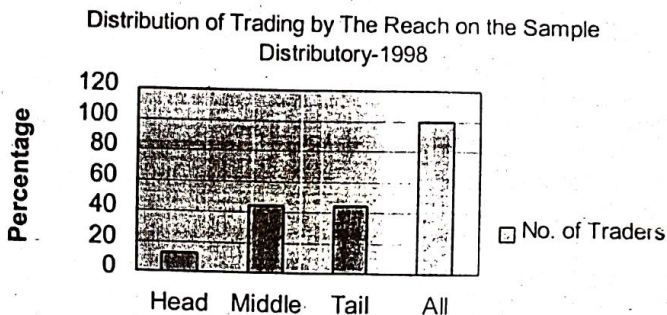 Distribution of Trading by The Reach on the Sample
Distributory-1998
120
100
80
60
40
20
0
Percentage
Head Middle Tail All
No. of Traders